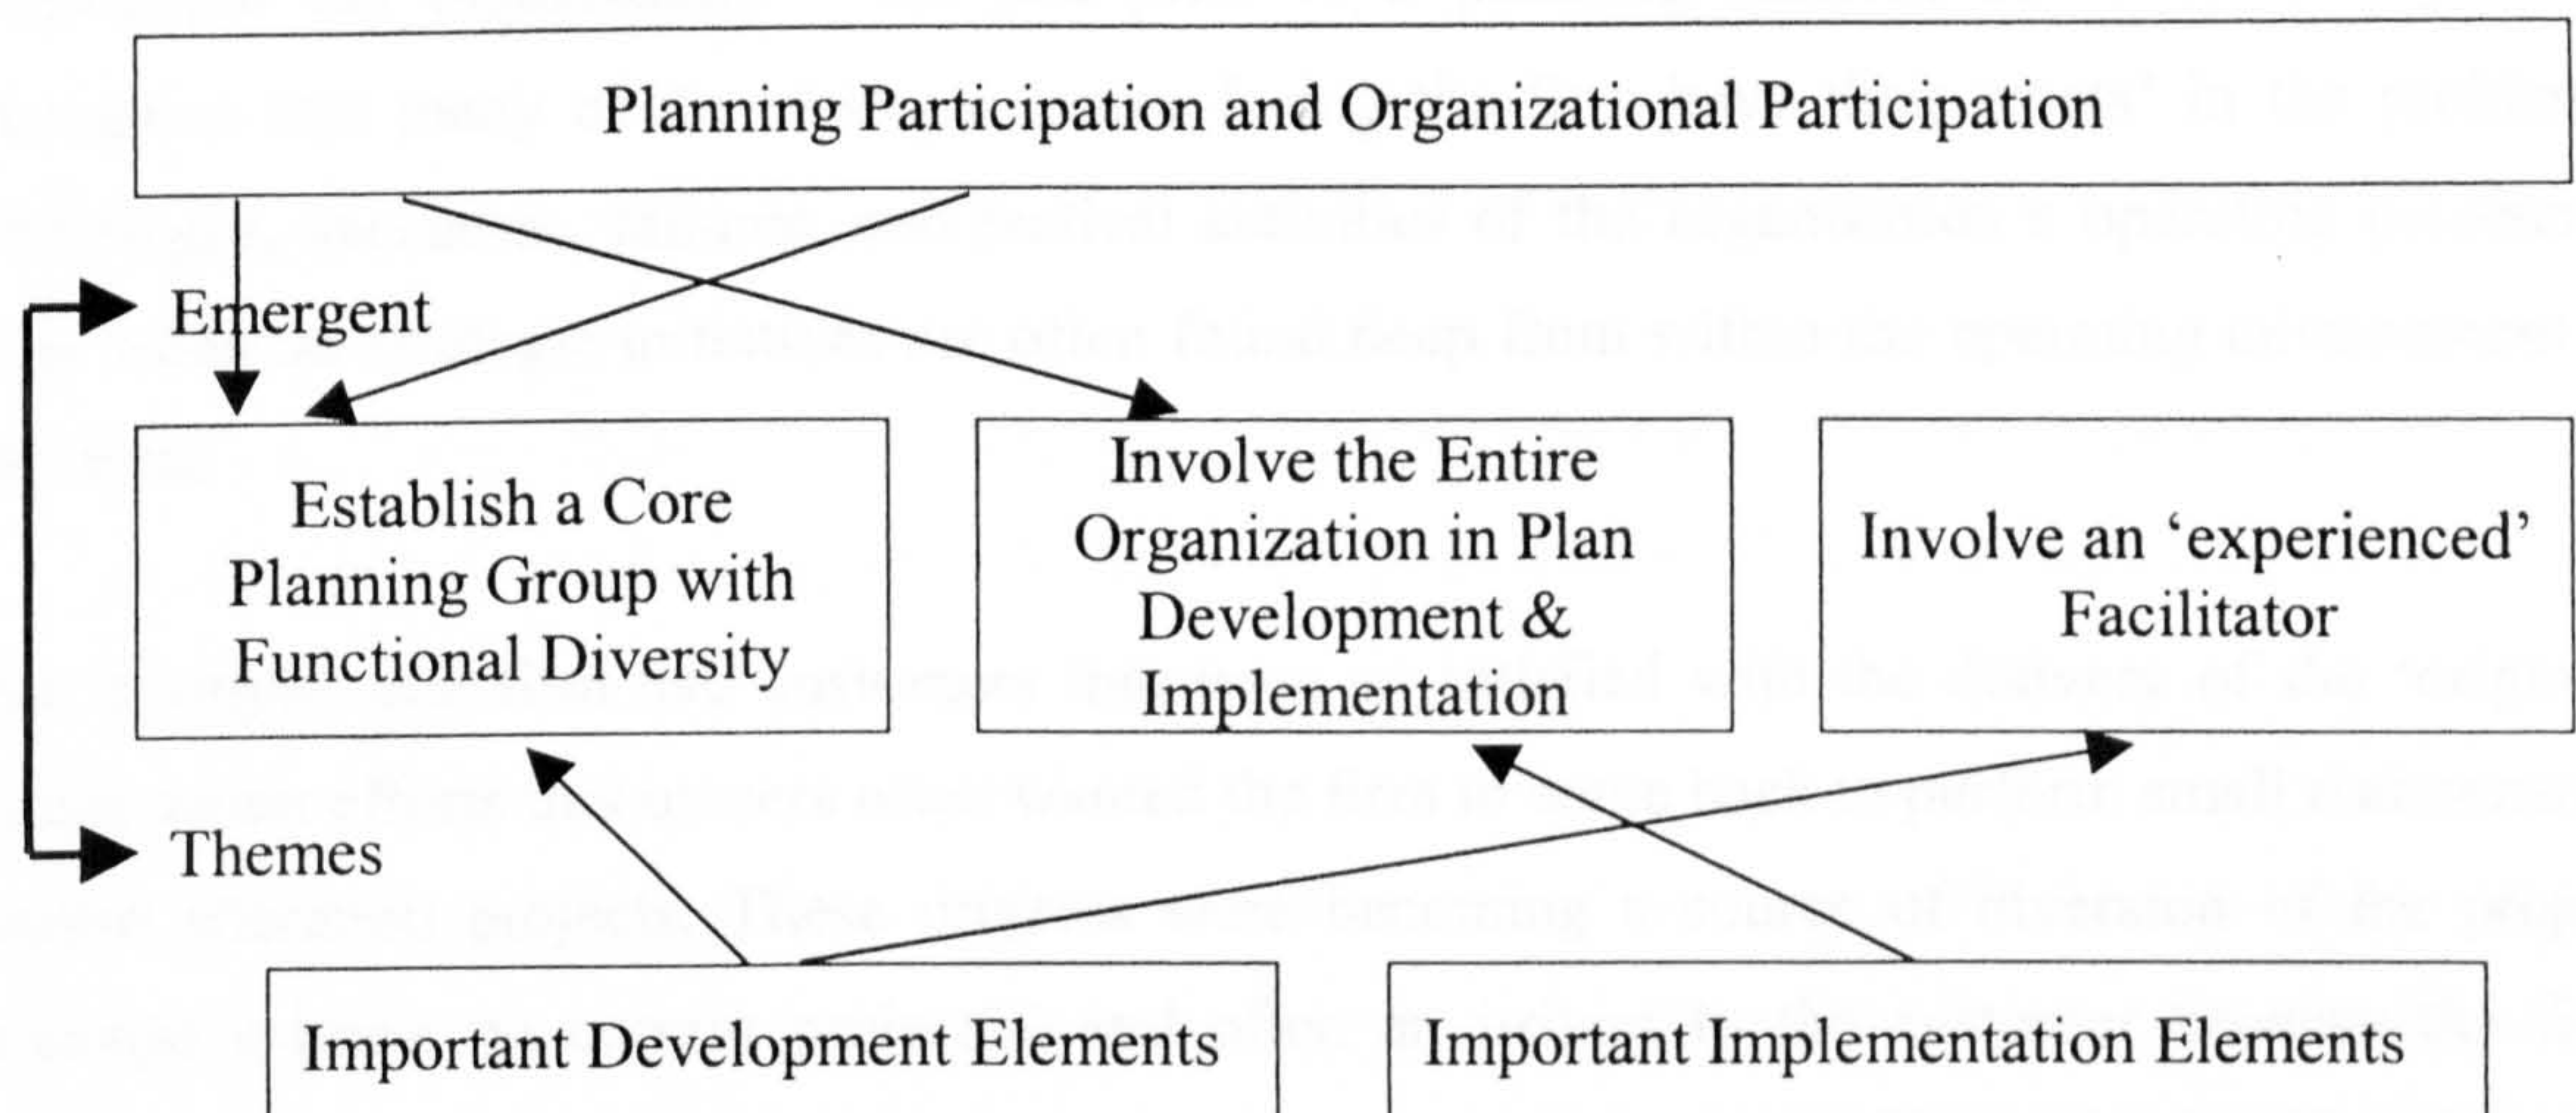 Planning Participation and Organizational Participation
Emergent
Establish a Core
Planning Group with
Functional Diversity
Involve the Entire
Organization in Plan
Development &
Implementation
Involve an ‘experienced’
Facilitator
Themes
Important Development Elements
Important Implementation Elements